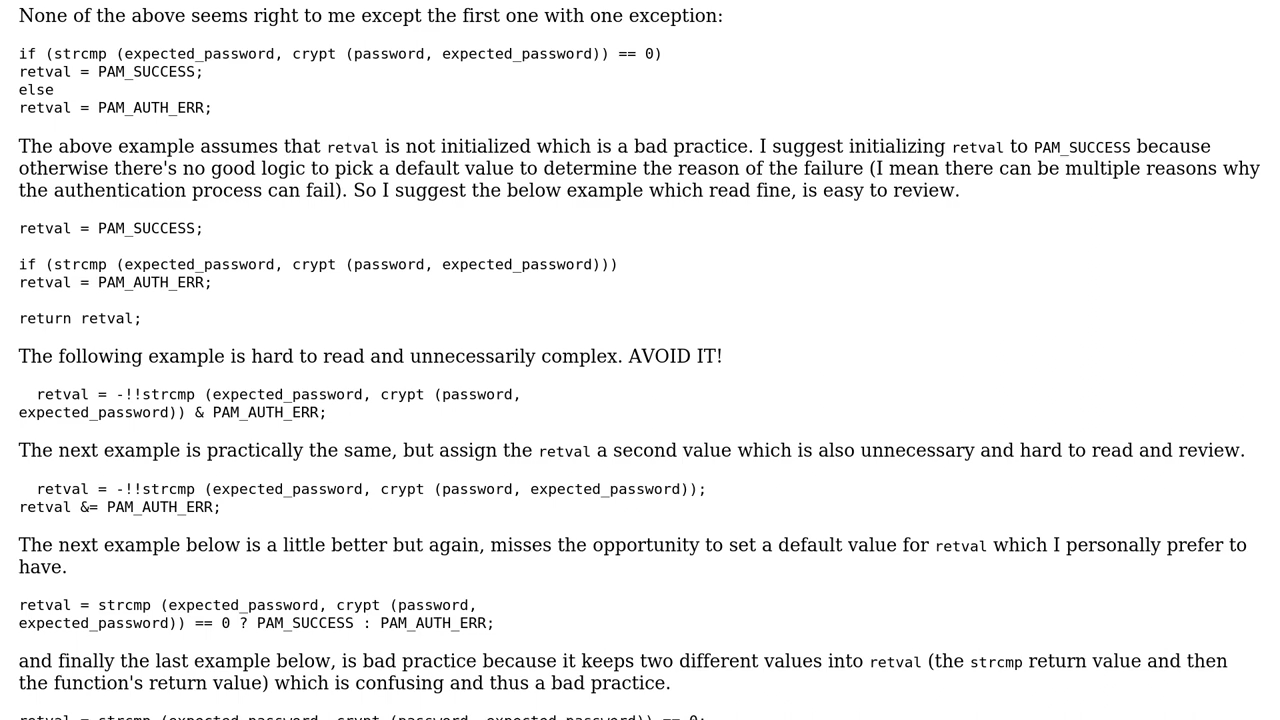 None of the above seems right to me except the first one with one exception:
if (strcmp (expected_password, crypt (password, expected_password)) == 0)
retval = PAM_SUCCESS;
else
retval = PAM_AUTH_ERR;
The above example assumes that retval is not initialized which is a bad practice. I suggest initializing retval to PAM_SUCCESS because
otherwise there's no good logic to pick a default value to determine the reason of the failure (I mean there can be multiple reasons why
the authentication process can fail). So I suggest the below example which read fine, is easy to review.
retval = PAM_SUCCESS;
if (strcmp (expected_password, crypt (password, expected_password)))
retval = PAM_AUTH_ERR;
return retval;
The following example is hard to read and unnecessarily complex. AVOID IT!
retval = -!!strcmp (expected_password, crypt (password,
expected_password)) & PAM_AUTH_ERR;
The next example is practically the same, but assign the retval a second value which is also unnecessary and hard to read and review.
retval = -!!strcmp (expected_password, crypt (password, expected_password));
retval &= PAM_AUTH_ERR;
The next example below is a little better but again, misses the opportunity to set a default value for retval which I personally prefer to
have.
retval = strcmp (expected_password, crypt (password,
expected_password)) == 0 ? PAM_SUCCESS : PAM_AUTH_ERR;
and finally the last example below, is bad practice because it keeps two different values into retval (the strcmp return value and then
the function's return value) which is confusing and thus a bad practice.